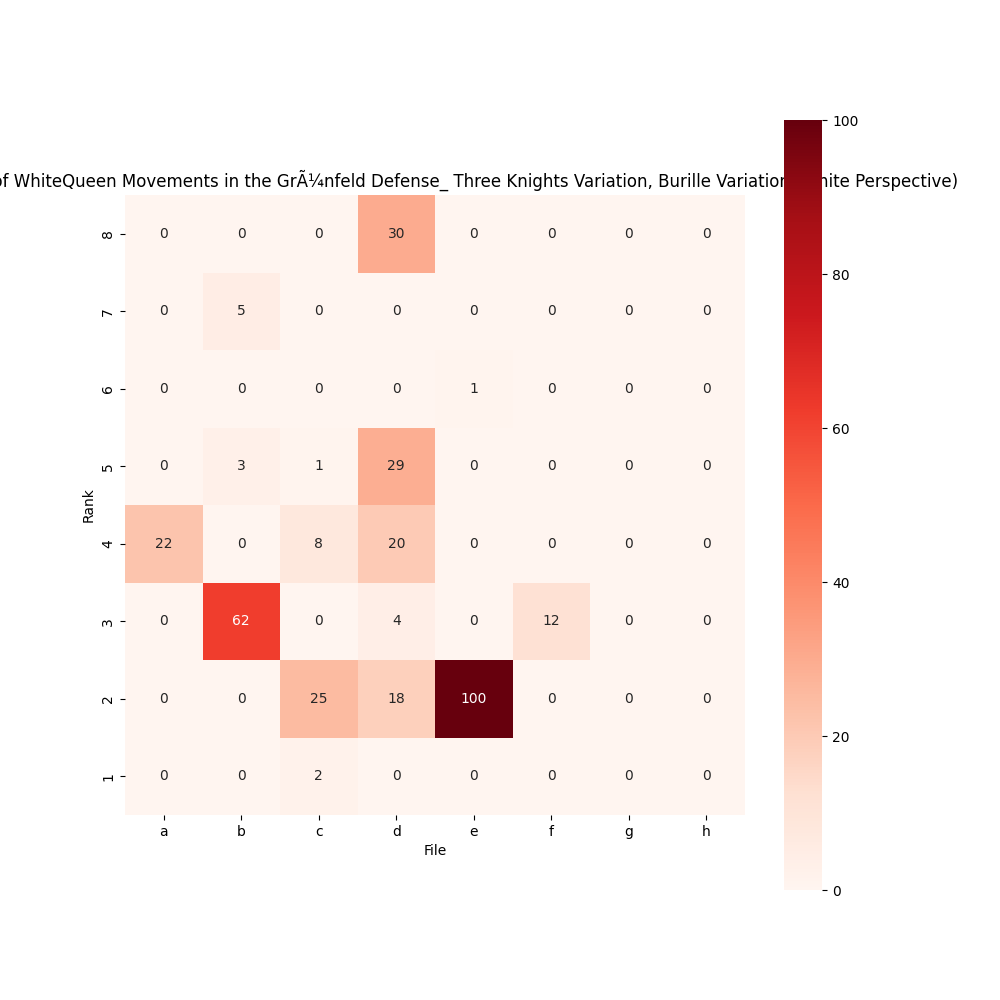 of WhiteQueen Movements in the GrÃ¼nfeld Defense_ Three Knights Variation, Burille Variation Perspective)
100
80
60
40
20
0
8 0 0 0 30 0 0 0 0
7 0 5 0 0 0 0 0 0
6 0 0 0 0 1 0 0 0
5 0 3 1 29 0 0 0 0
Rank
4 22 0 8 20 0 0 0 0
3 0 62 0 4 0 12 0 0
2 0 0 25 18 100 0 0 0
1 0 0 2 0 0 0 0 0
a b c d e f g h
File